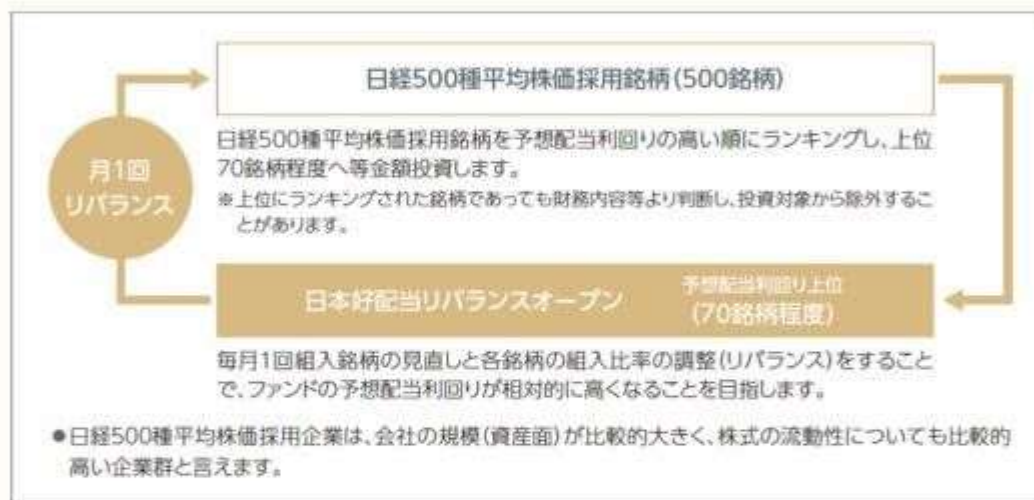 日経500種平均株価採用銘柄(500銘柄)
日経500種平均株価採用銘柄を予想配当利回りの高い順にランキングし、上位
70銘柄程度へ等金額投資します。
※上位にランキングされた銘柄であっても財務内容等より判断し、投資対象から除外するこ
とがあります。
月1回
リバランス
日本好配当リバランスオープン
予想配当利回り上位
(70銘柄程度)
毎月1回組入銘柄の見直しと各銘柄の組入比率の調整(リバランス)をすること
で、ファンドの予想配当利回りが相対的に高くなることを目指します。
●日経500種平均株価採用企業は、会社の規模(資産面)が比較的大きく、株式の流動性についても比較的
高い企業群と言えます。